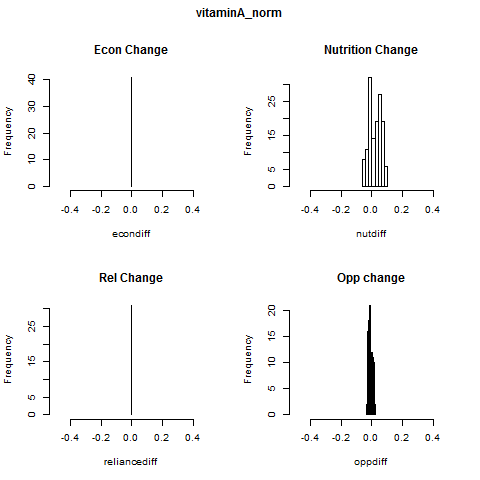 vitaminA_norm
Econ Change
Frequency
0 10 20 30 40
-0.4 -0.2 0.0 0.2 0.4
econdiff
Nutrition Change
Frequency
5 15 25
-0.4 -0.2 0.0 0.2 0.4
nutdiff
Rel Change
Frequency
0 5 15 25
-0.4 -0.2 0.0 0.2 0.4
reliancediff
Opp change
Frequency
0 5 10 15 20
-0.4 -0.2 0.0 0.2 0.4
oppdiff